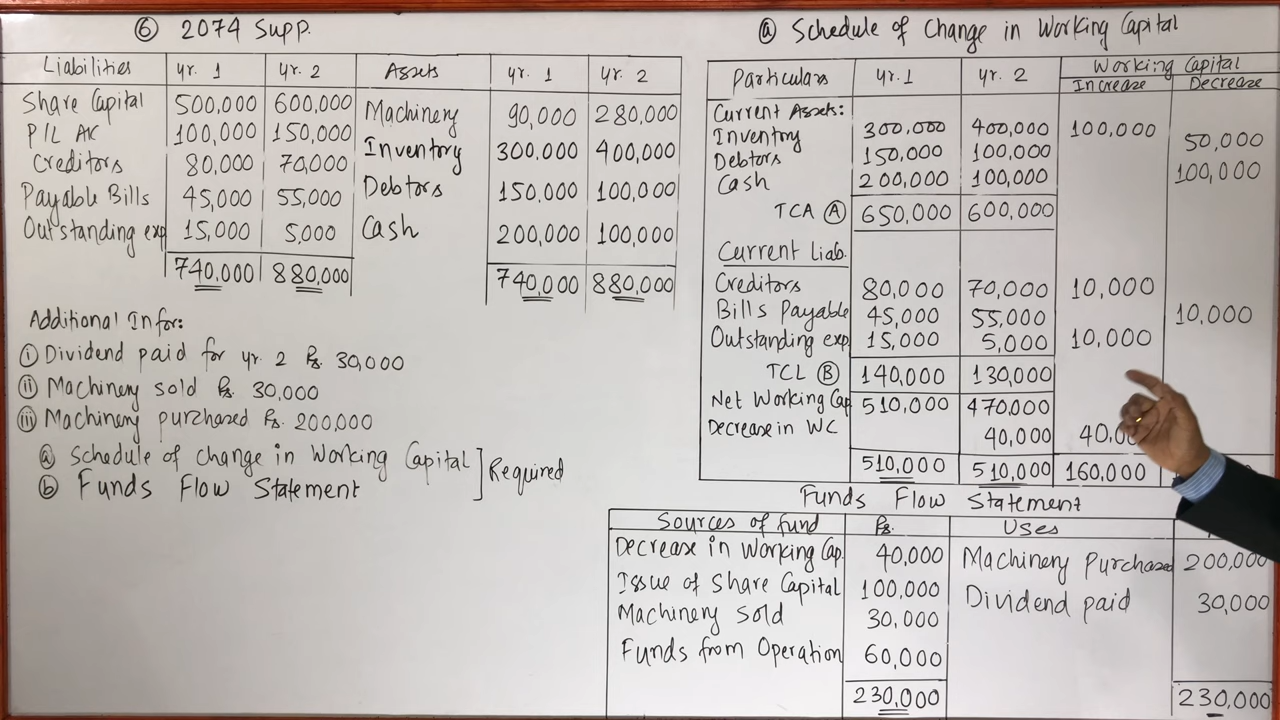 ⑥ 2074 Supp.
Liabilities yr. 1 yr. 2 Assets yr. 1 yr. 2
Share Capital 500,000 600,000 Machinery 90,000 280,000
P/L A/C 100,000 150,000 Inventory 300,000 400,000
Creditors 80,000 70,000 Debtors 150,000 100,000
Payable Bills 45,000 55,000 Cash 200,000 100,000
Outstanding exp 15,000 5,000
740,000 880,000 740,000 880,000
Additional Infor:
ⓘ Dividend paid for yr. 2 Rs. 30,000
ⓘⓘ Machinery sold Rs. 30,000
ⓘⓘⓘ Machinery purchased Rs. 200,000
ⓐ Schedule of change in Working Capital
ⓑ Funds Flow Statement
] Required
ⓐ Schedule of Change in Working Capital
Particulars yr. 1 yr. 2 Working Capital
Increase Decrease
Current Assets:
Inventory 300,000 400,000 100,000
Debtors 150,000 100,000 50,000
Cash 200,000 100,000 100,000
TCA Ⓐ 650,000 600,000
Current Liab.
Creditors 80,000 70,000 10,000
Bills Payable 45,000 55,000 10,000
Outstanding exp 15,000 5,000 10,000
TCL Ⓑ 140,000 130,000
Net Working Cap 510,000 470,000
Decrease in WC 40,000
510,000 510,000 160,000
Funds Flow Statement
Sources of fund Rs. Uses
Decrease in Working Cap. 40,000 Machinery Purchased 200,000
Issue of Share Capital 100,000 Dividend paid 30,000
Machinery Sold 30,000
Funds from Operation 60,000
230,000 230,000